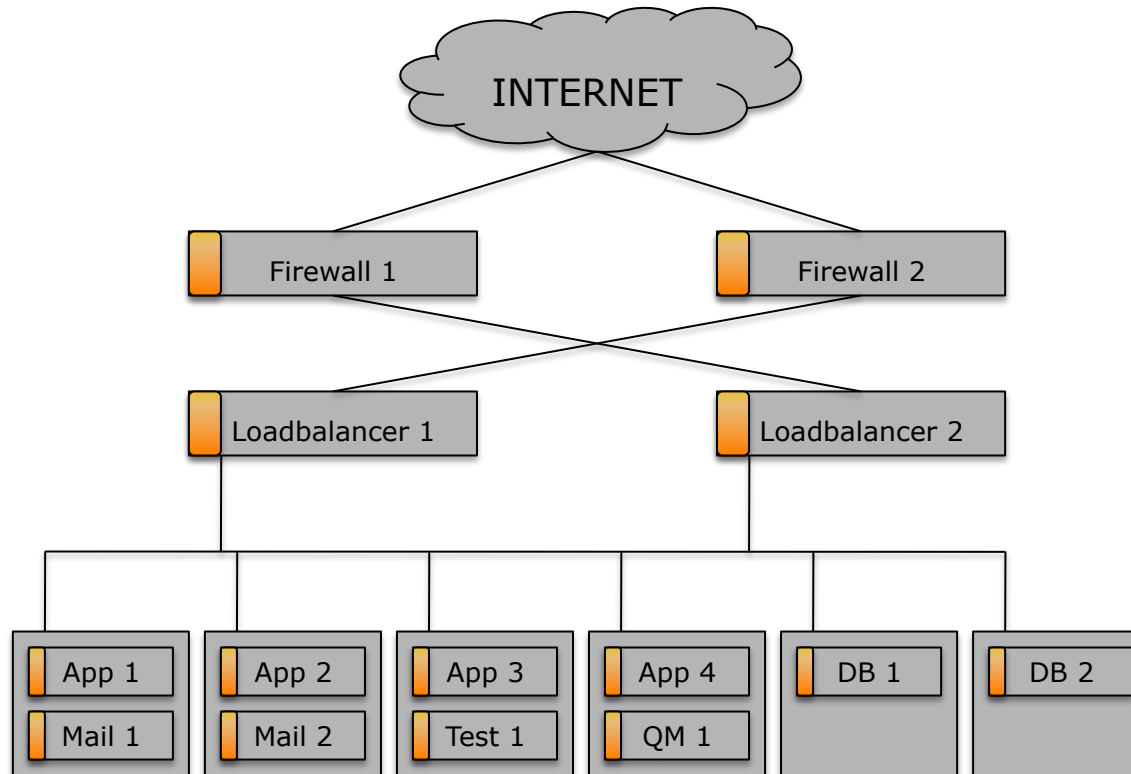 INTERNET
Firewall 1
Firewall 2
Loadbalancer 1
Loadbalancer 2
App 1
App 2
App 3
App 4
DB 1
DB 2
Mail 1
Mail 2
Test 1
QM 1